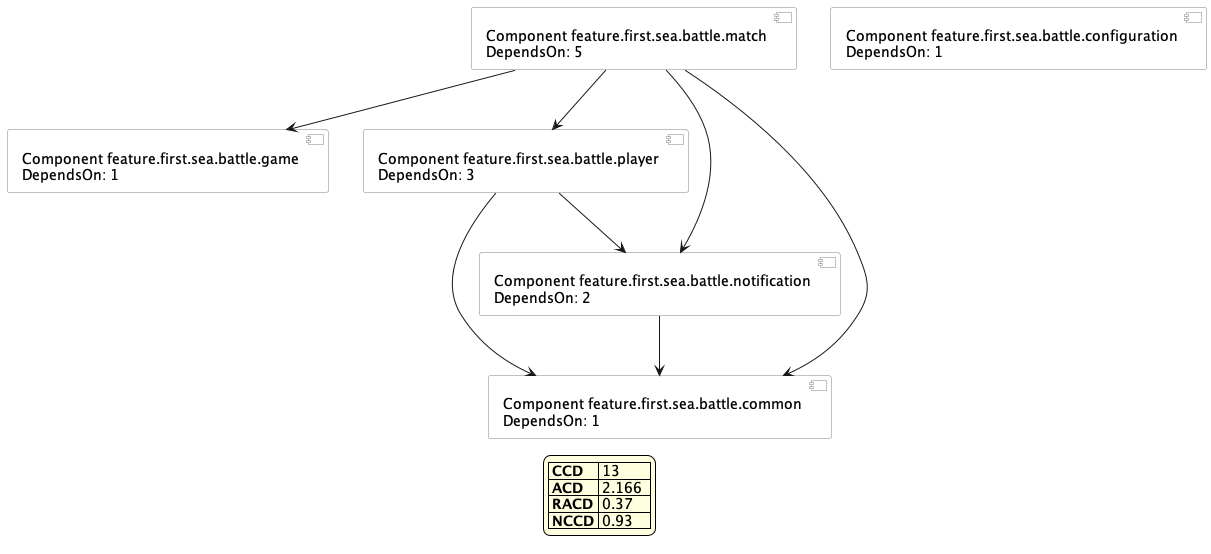 Component feature.first.sea.battle.match
DependsOn: 5
Component feature.first.sea.battle.configuration
DependsOn: 1
Component feature.first.sea.battle.game
DependsOn: 1
Component feature.first.sea.battle.player
DependsOn: 3
Component feature.first.sea.battle.notification
DependsOn: 2
Component feature.first.sea.battle.common
DependsOn: 1
CCD 13
ACD 2.166
RACD 0.37
NCCD 0.93